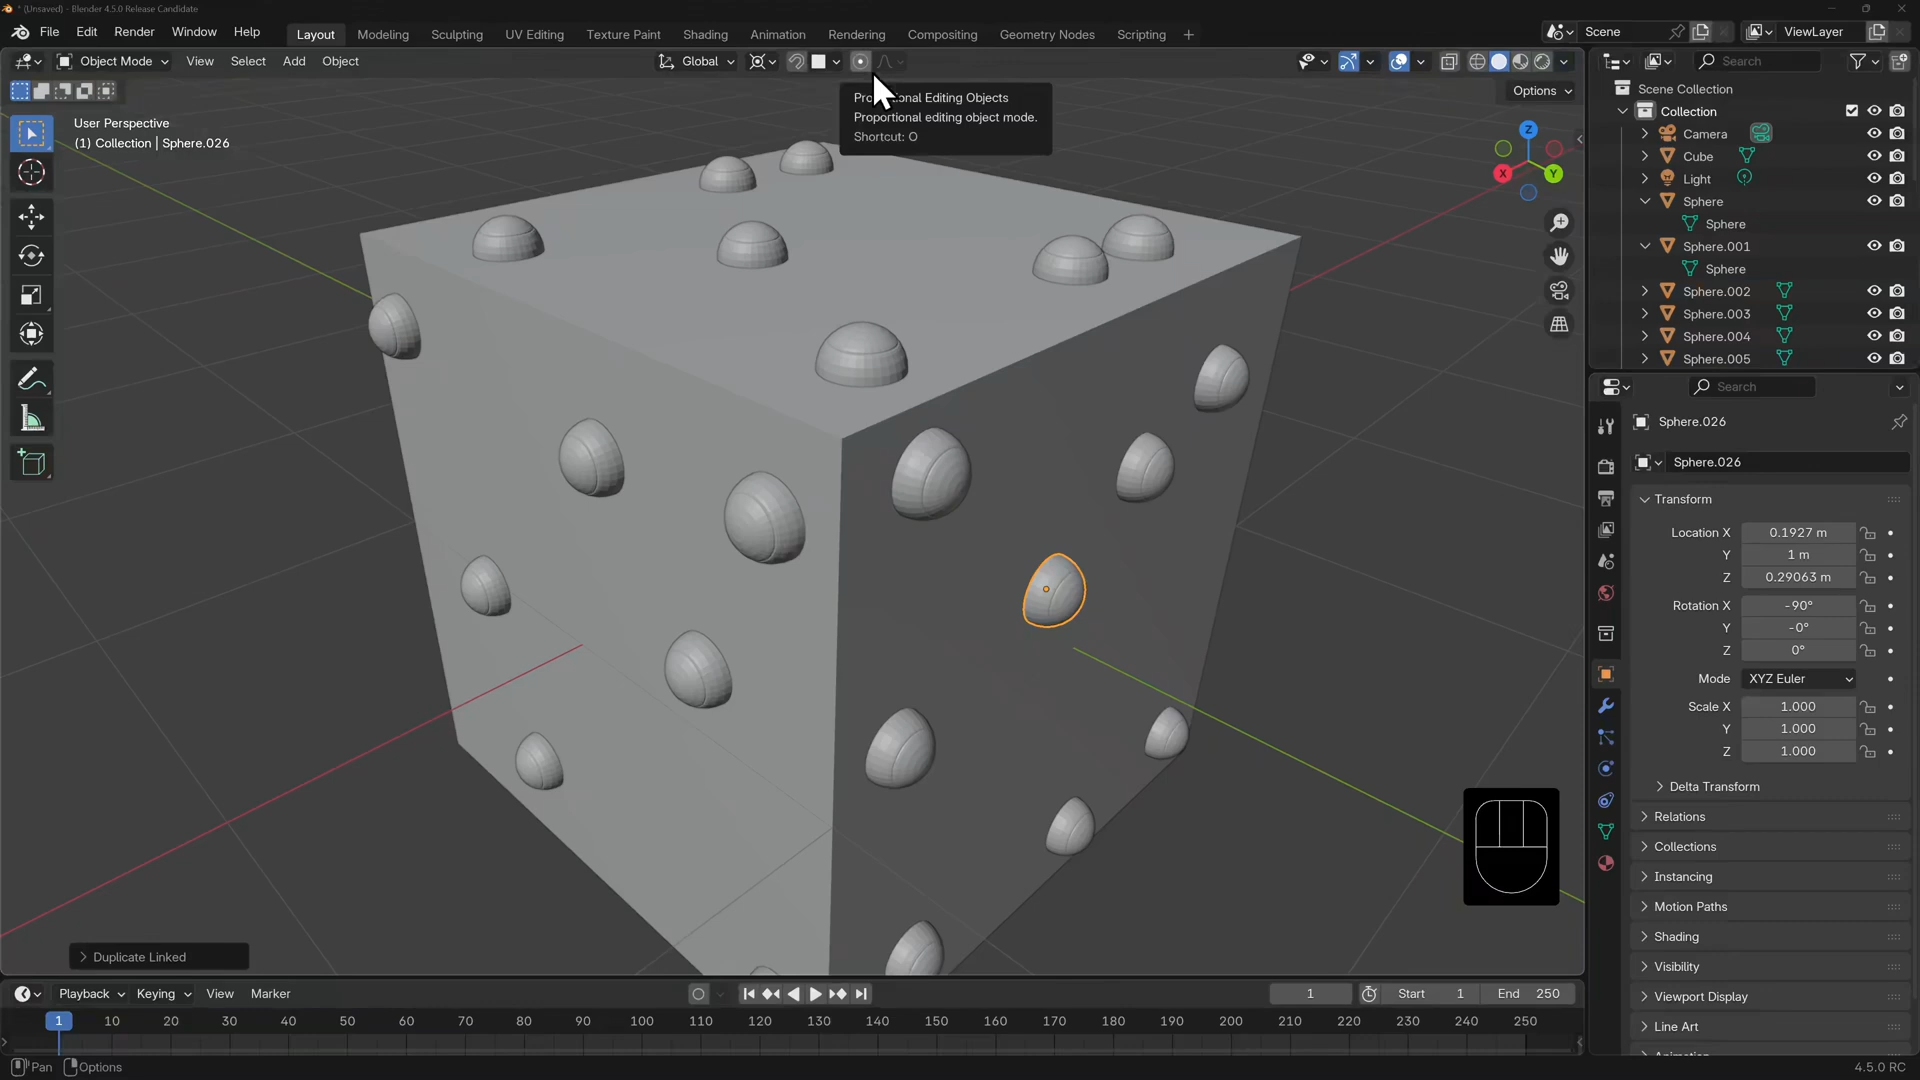 * (Unsaved) - Blender 4.5.0 Release Candidate
File Edit Render Window Help
Layout Modeling Sculpting UV Editing Texture Paint Shading Animation Rendering Compositing Geometry Nodes Scripting +
Scene ViewLayer
Object Mode View Select Add Object
Global
Search
Options
User Perspective
(1) Collection | Sphere.026
Editing Objects
Proportional editing object mode.
Shortcut: O
Z
X
Y
Scene Collection
Collection
Camera
Cube
Light
Sphere
Sphere
Sphere.001
Sphere
Sphere.002
Sphere.003
Sphere.004
Sphere.005
Search
Sphere.026
Sphere.026
Transform
Location X 0.1927 m
Y 1 m
Z 0.29063 m
Rotation X -90°
Y -0°
Z 0°
Mode XYZ Euler
Scale X 1.000
Y 1.000
Z 1.000
Delta Transform
Relations
Collections
Instancing
Motion Paths
Shading
Visibility
Viewport Display
Line Art
Duplicate Linked
Playback Keying View Marker
1 Start 1 End 250
1 10 20 30 40 50 60 70 80 90 100 110 120 130 140 150 160 170 180 190 200 210 220 230 240 250
Pan Options
4.5.0 RC